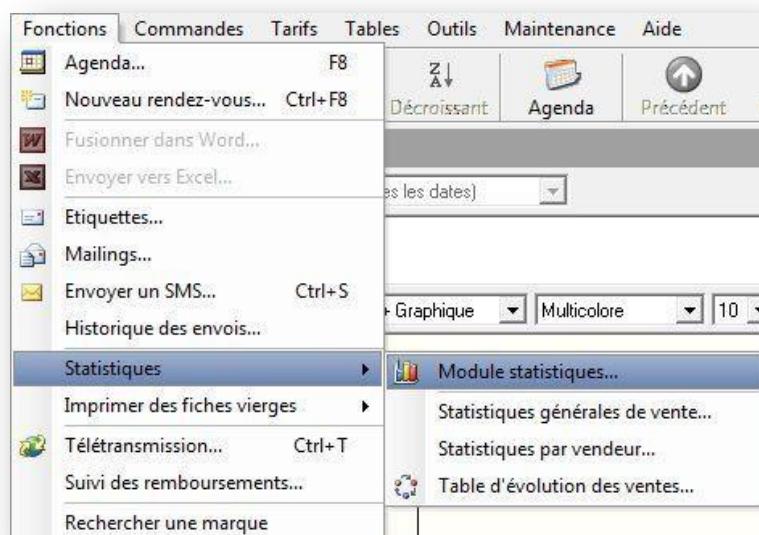 Fonctions Commandes Tarifs Tables Outils Maintenance Aide
Agenda... F8
Nouveau rendez-vous... Ctrl+F8
Fusionner dans Word...
Envoyer vers Excel...
Etiquettes...
Mailings...
Envoyer un SMS... Ctrl+S
Historique des envois...
Statistiques
Imprimer des fiches vierges
Télétransmission... Ctrl+T
Suivi des remboursements...
Rechercher une marque
Décroissant Agenda Précédent
les dates)
+ Graphique Multicolore 10
Module statistiques...
Statistiques générales de vente...
Statistiques par vendeur...
Table d'évolution des ventes...